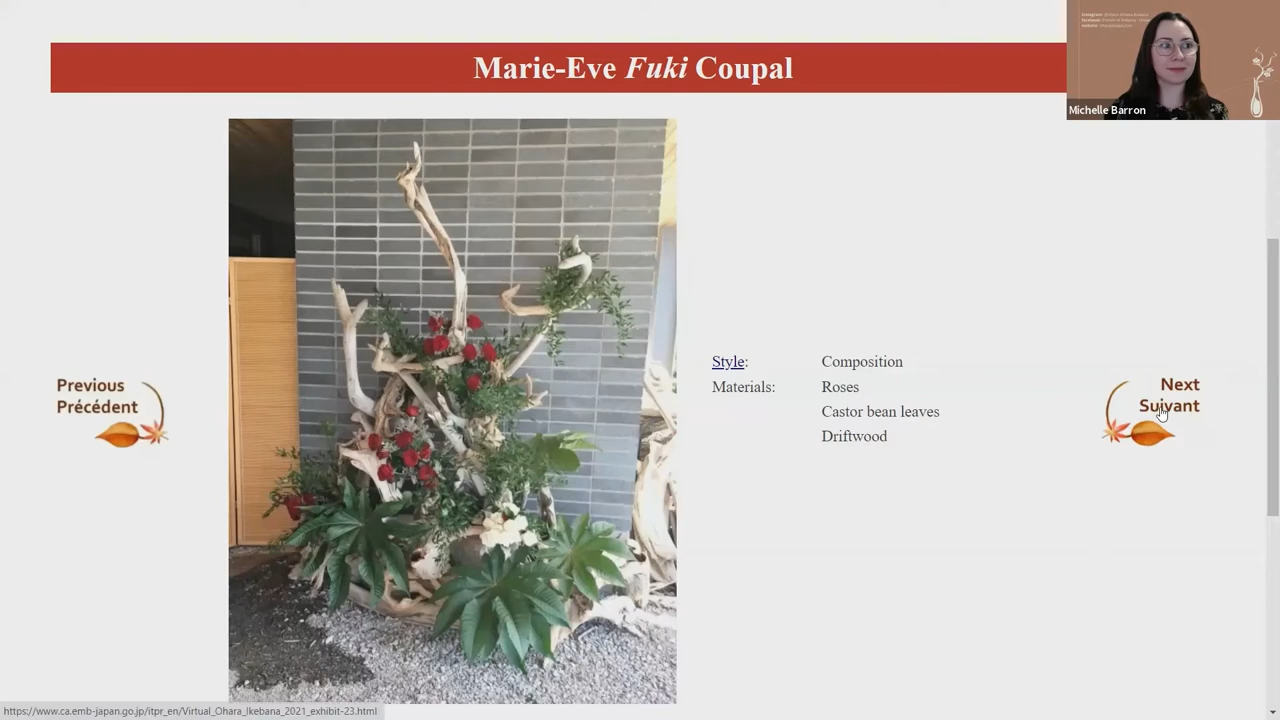 Marie-Eve Fuki Coupal
Michelle Barron
Style: Composition
Materials: Roses
Castor bean leaves
Driftwood
Previous
Précédent
Next
Suivant
https://www.ca.emb-japan.go.jp/itpr_en/Virtual_Ohara_Ikebana_2021_exhibit-23.html